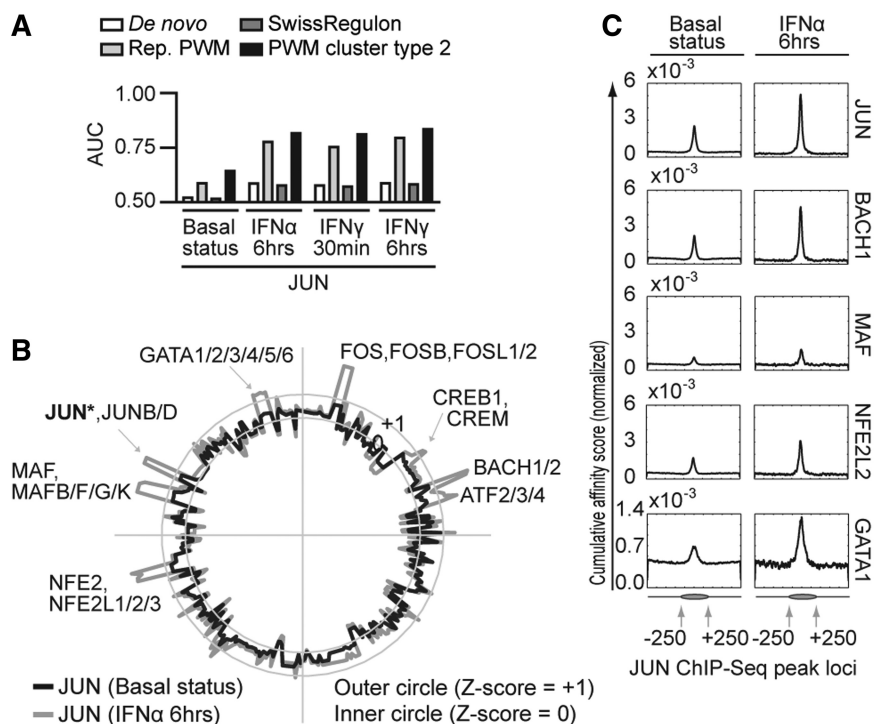 A
De novo
SwissRegulon
Rep. PWM
PWM cluster type 2
AUC
1.00
0.75
0.50
Basal status
IFNα 6hrs
IFNγ 30min
IFNγ 6hrs
JUN
B
GATA1/2/3/4/5/6
FOS,FOSB,FOSL1/2
JUN*,JUNB/D
CREB1,
CREM
+1
0
MAF,
MAFB/F/G/K
BACH1/2
ATF2/3/4
NFE2,
NFE2L1/2/3
JUN (Basal status)
JUN (IFNα 6hrs)
Outer circle (Z-score = +1)
Inner circle (Z-score = 0)
C
Basal status
IFNα 6hrs
Cumulative affinity score (normalized)
x10-3
x10-3
6
3
0
JUN
x10-3
6
3
0
BACH1
x10-3
6
3
0
MAF
x10-3
6
3
0
NFE2L2
x10-3
1.4
0.7
0.0
GATA1
-250 +250
-250 +250
JUN ChIP-Seq peak loci